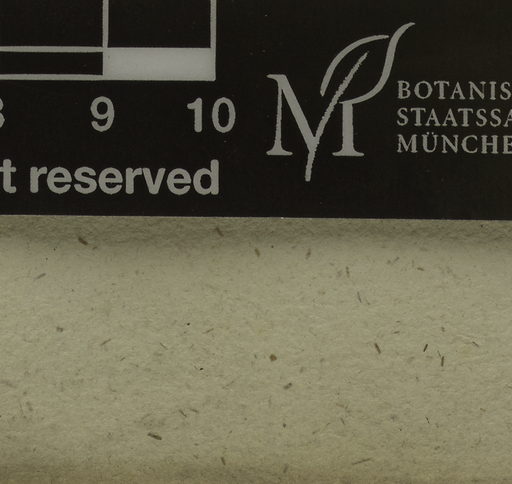 9 10
t reserved
BOTANIS
STAATSSA
MÜNCHE